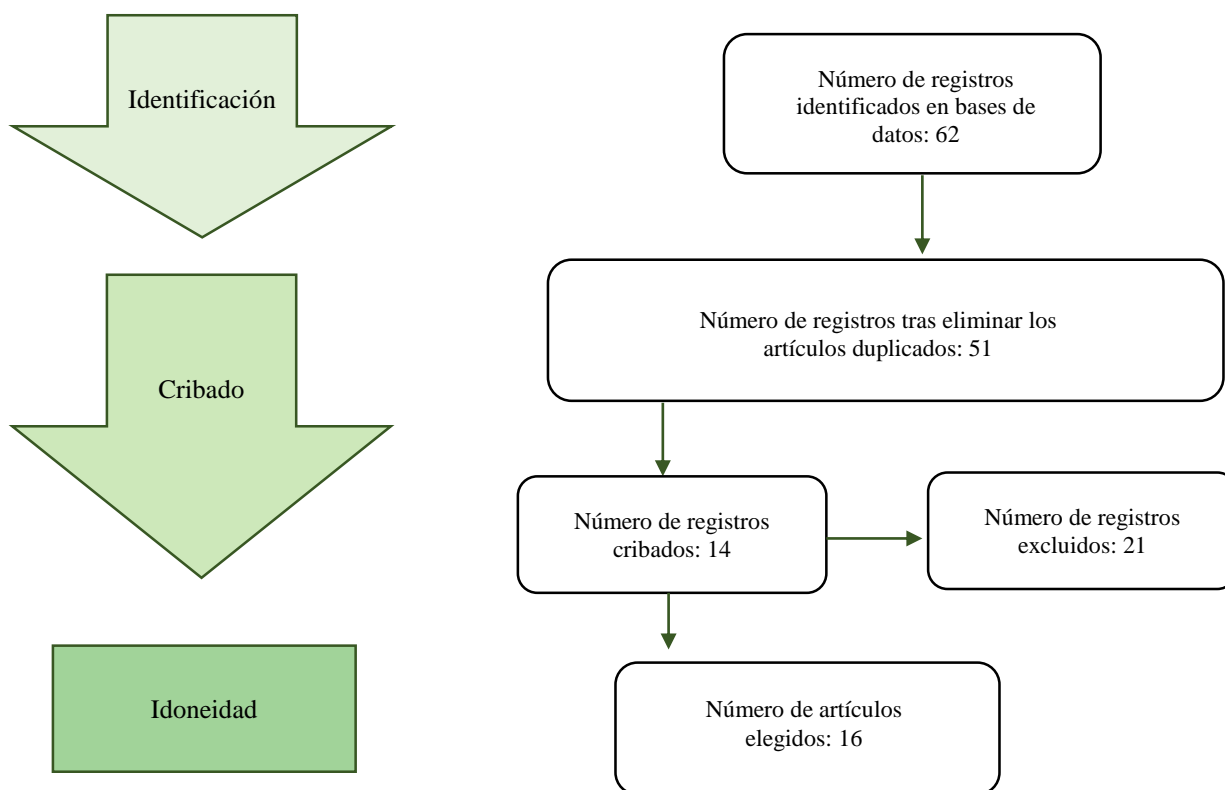 Identificación
Número de registros
identificados en bases de
datos: 62
Número de registros tras eliminar los
artículos duplicados: 51
Cribado
Número de registros
cribados: 14
Número de registros
excluidos: 21
Idoneidad
Número de artículos
elegidos: 16